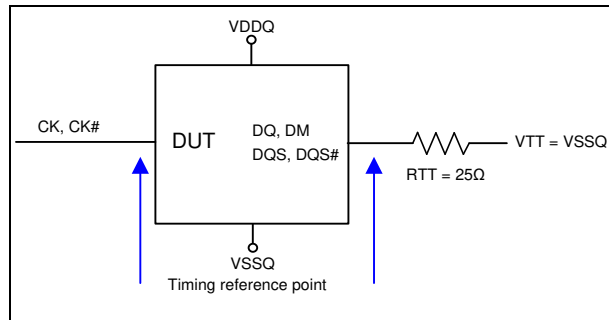 VDDQ
CK, CK#
DUT
DQ, DM
DQS, DQS#
VTT = VSSQ
RTT = 25Ω
VSSQ
Timing reference point